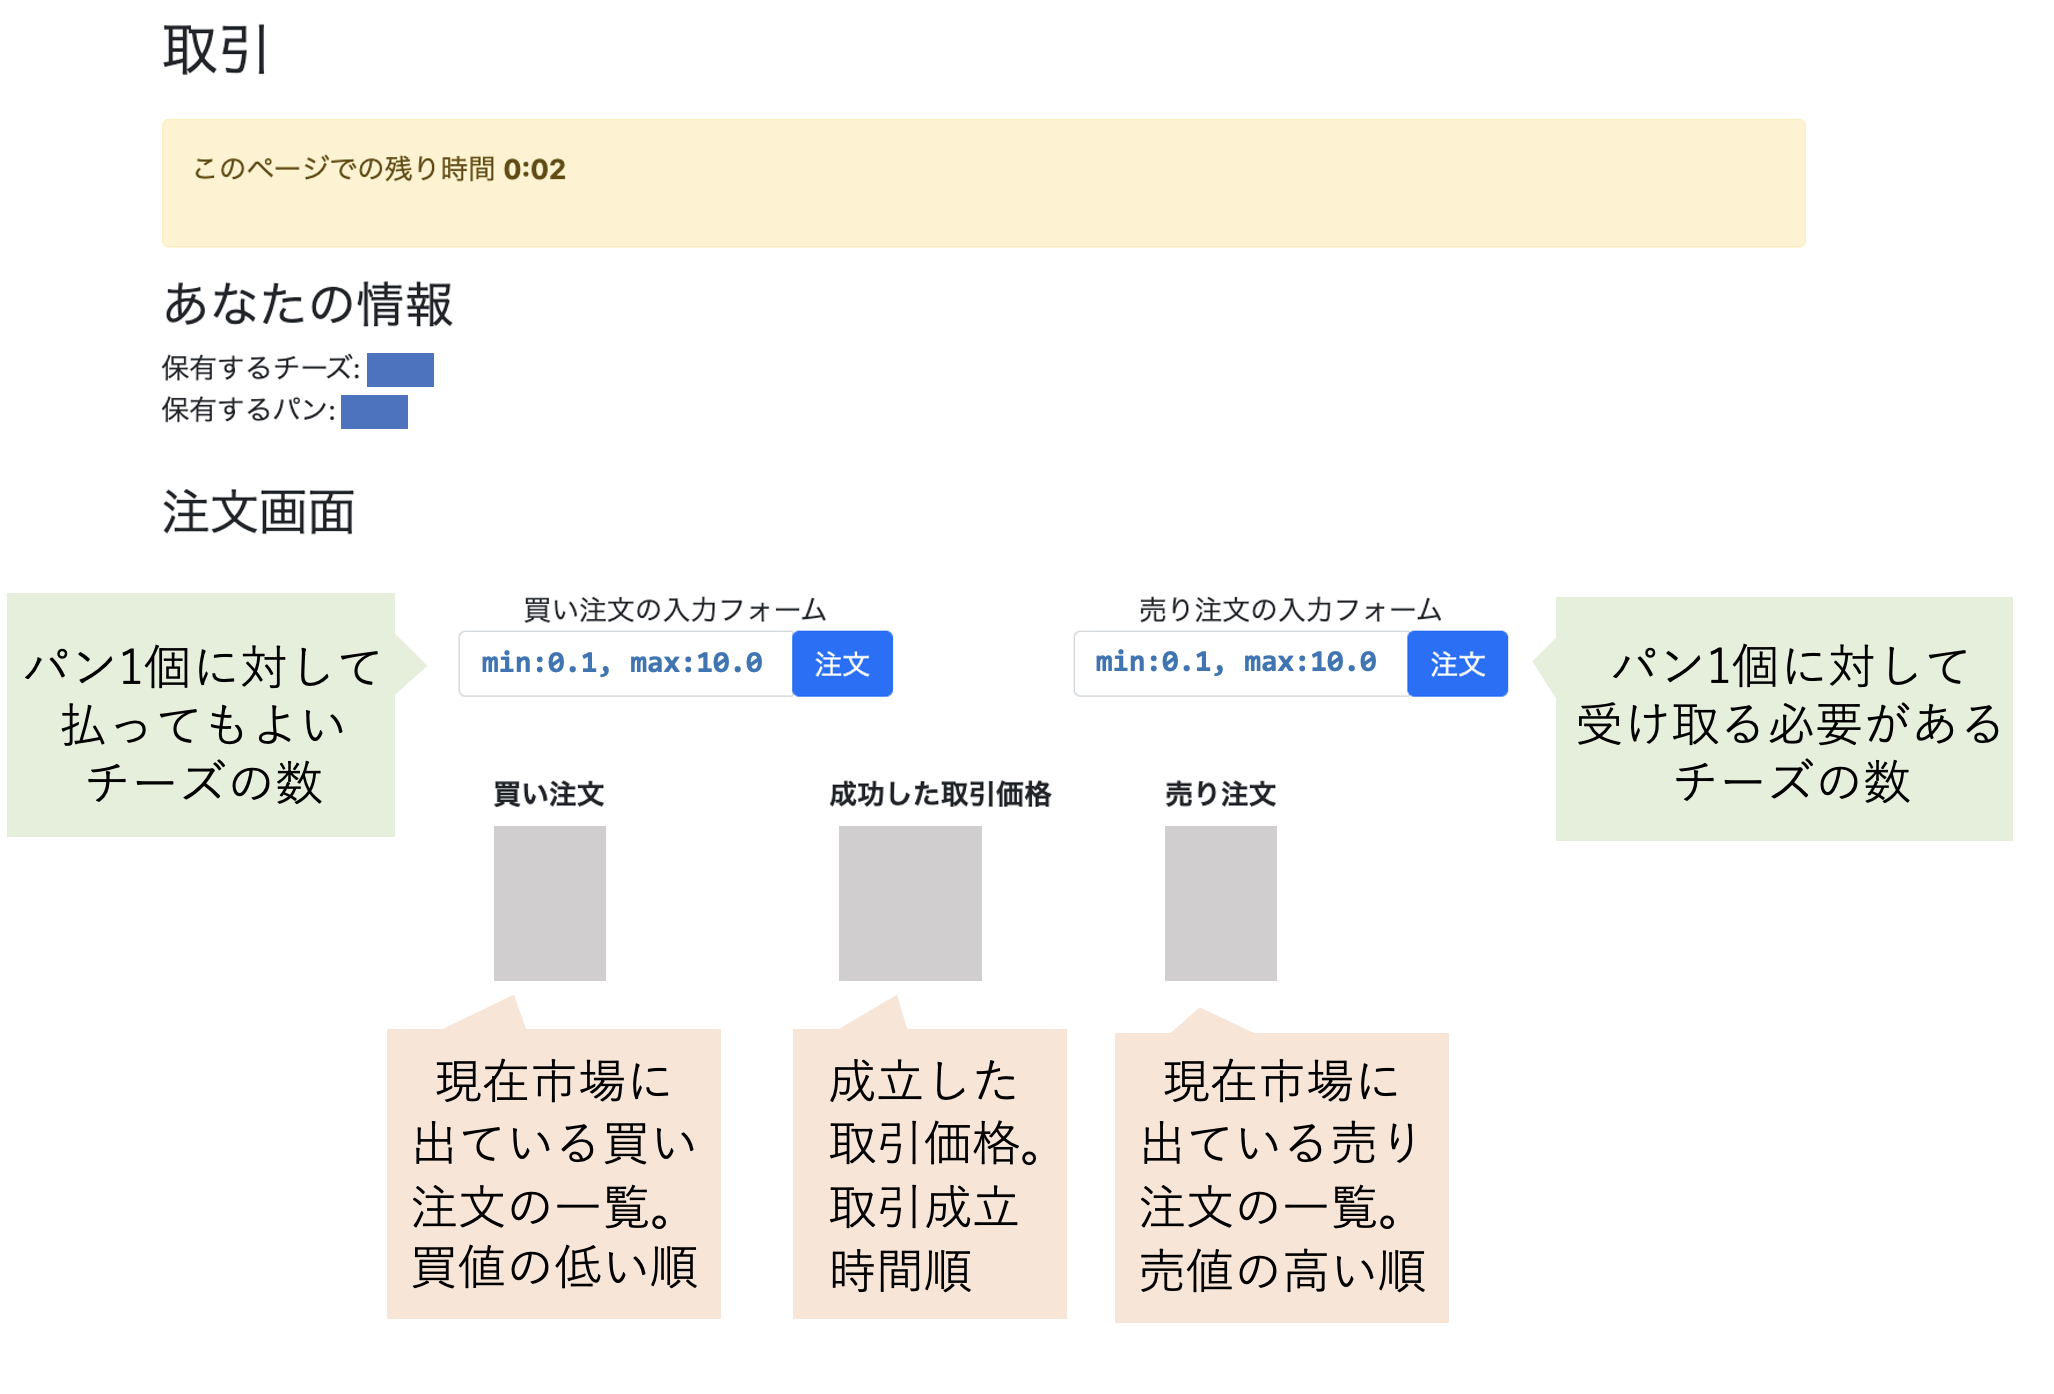 取引
このページでの残り時間 0:02
あなたの情報
保有するチーズ:
保有するパン:
注文画面
買い注文の入力フォーム
min:0.1, max:10.0 注文
売り注文の入力フォーム
min:0.1, max:10.0 注文
パン1個に対して
払ってもよい
チーズの数
パン1個に対して
受け取る必要がある
チーズの数
買い注文
成功した取引価格
売り注文
現在市場に
出ている買い
注文の一覧。
買値の低い順
成立した
取引価格。
取引成立
時間順
現在市場に
出ている売り
注文の一覧。
売値の高い順